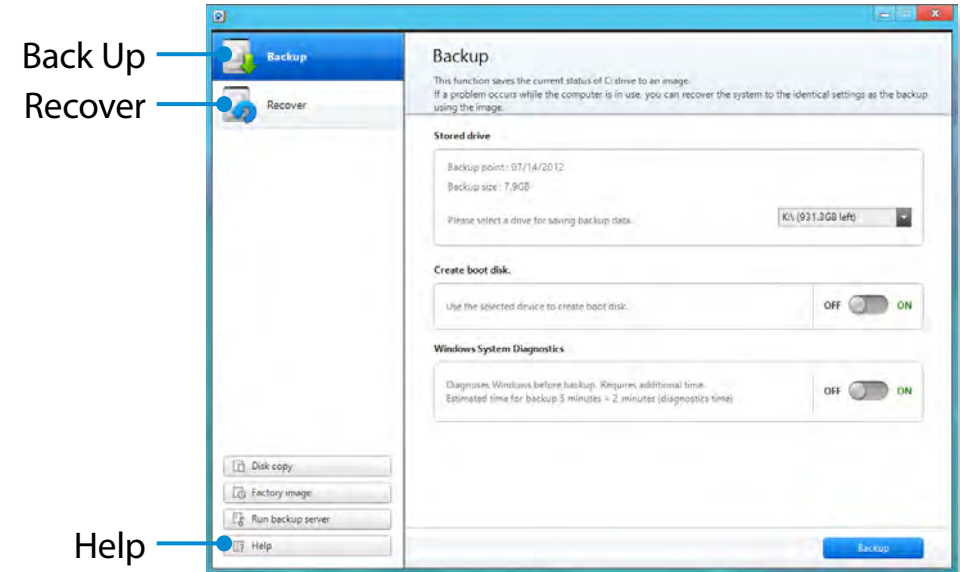 Back Up
Recover
Help
Backup
Recover
Disk copy
Factory image
Run backup server
Help
Backup
This function saves the current status of C: drive to an image.
If a problem occurs while the computer is in use, you can recover the system to the identical settings as the backup
using the image.
Stored drive
Backup point : 07/14/2012
Backup size : 7.9GB
Please select a drive for saving backup data.
K:\ (931.3GB left)
Create boot disk.
Use the selected device to create boot disk.
OFF ON
Windows System Diagnostics
Diagnoses Windows before backup. Requires additional time.
Estimated time for backup 3 minutes + 2 minutes (diagnostics time)
OFF ON
Backup